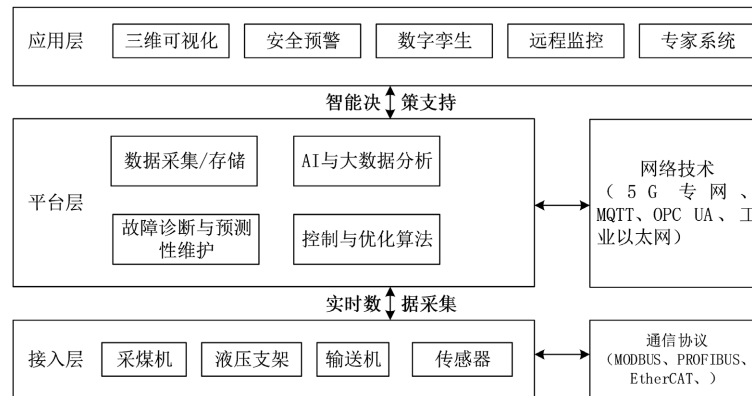 应用层
三维可视化
安全预警
数字孪生
远程监控
专家系统
智能决 策支持
平台层
数据采集/存储
AI与大数据分析
故障诊断与预测
性维护
控制与优化算法
网络技术
（5G专网、
MQTT、OPC UA、工
业以太网）
实时数 据采集
接入层
采煤机
液压支架
输送机
传感器
通信协议
（MODBUS、PROFIBUS、
EtherCAT、）